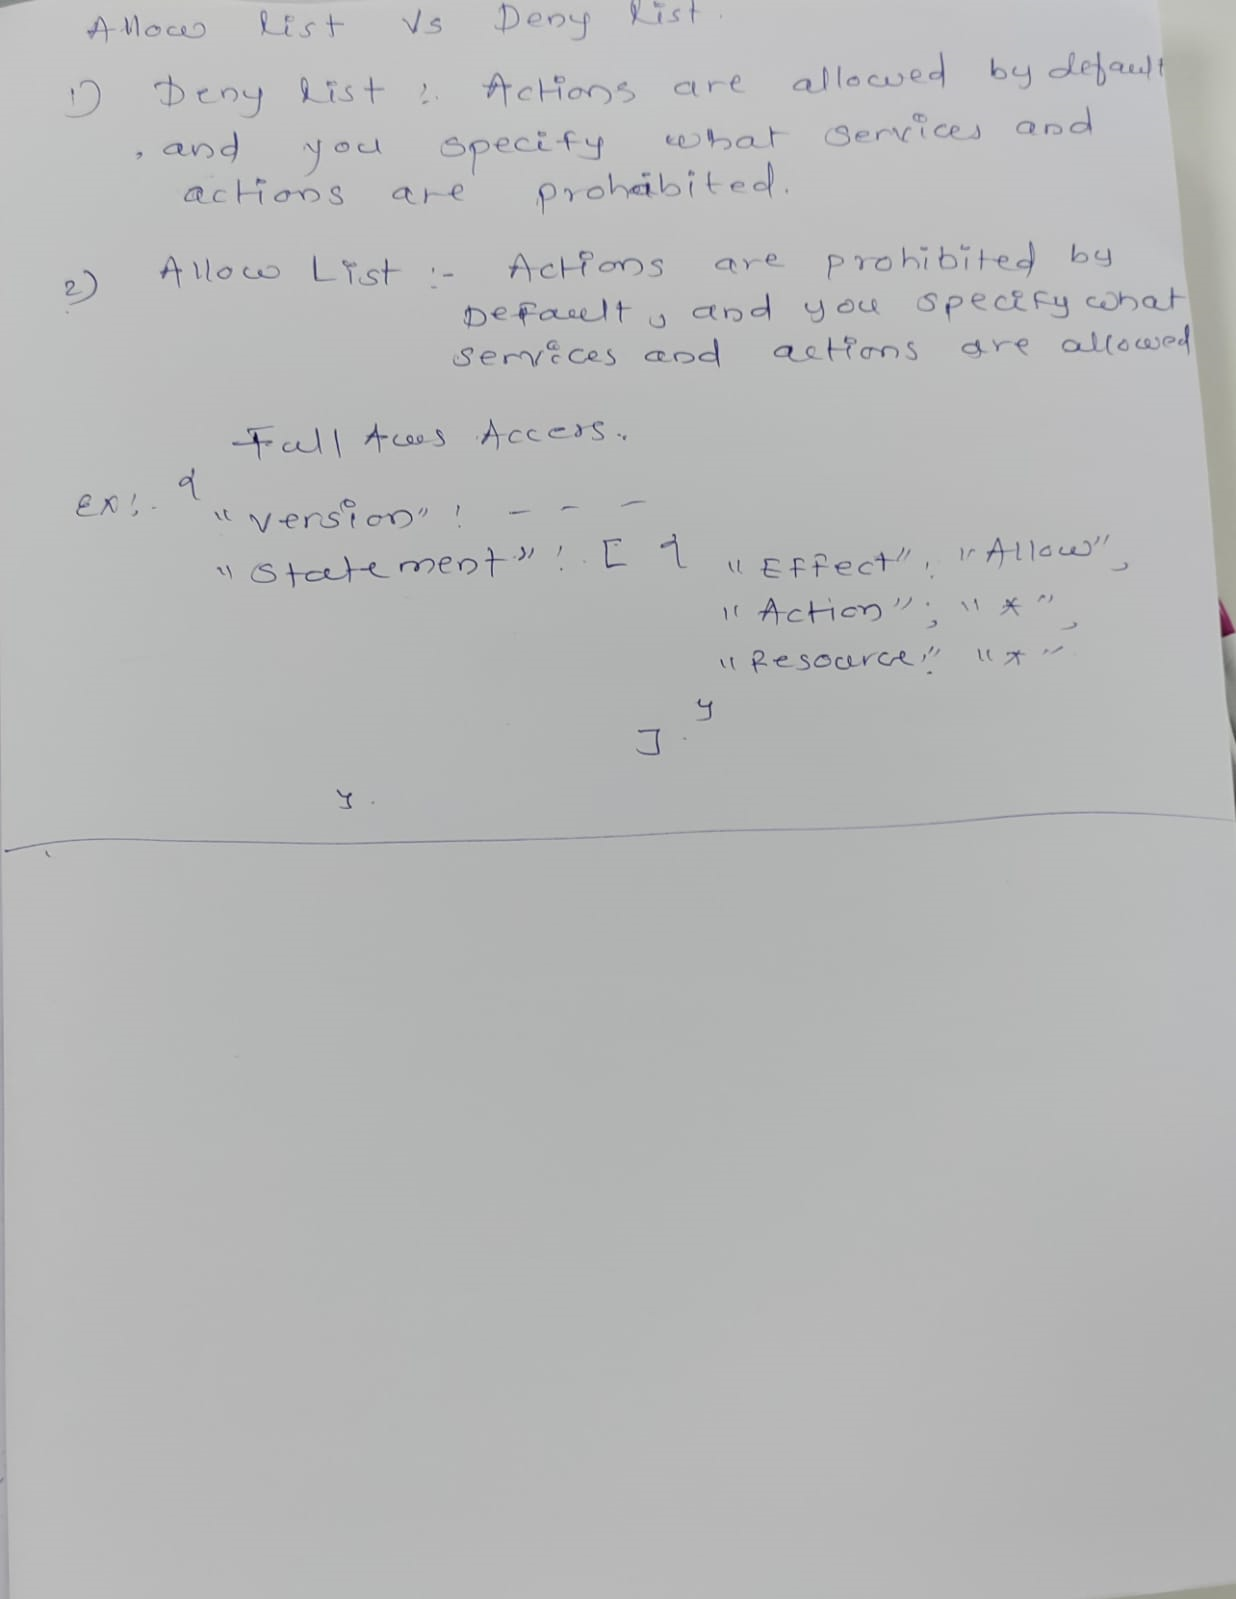 Allow List Vs Deny List.
1) Deny List :. Actions are allowed by default
, and you specify what services and
actions are prohibited.
2) Allow List :- Actions are prohibited by
Default, and you specify what
services and actions are allowed
Full Aws Access.
Ex:. {
"version" : - - -
"Statement" : [ { "Effect" : "Allow",
"Action" ; "*",
"Resource:" "*"
}
] .
} .